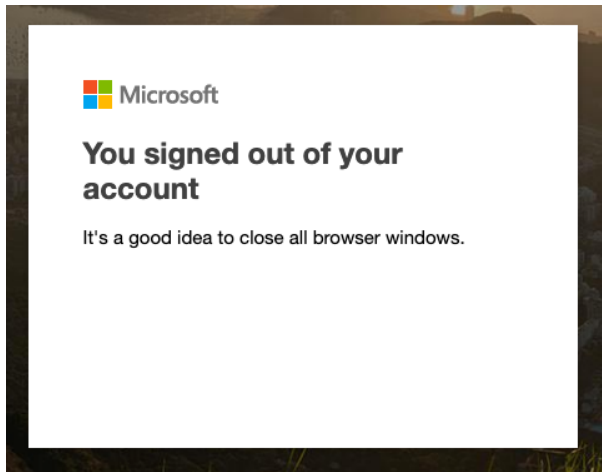 Microsoft
You signed out of your
account
It's a good idea to close all browser windows.